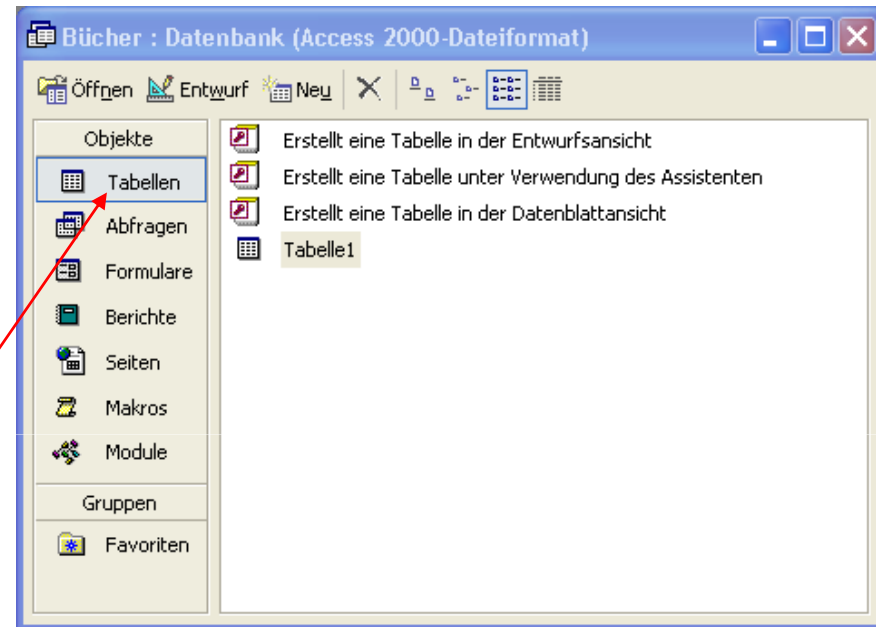 Bücher : Datenbank (Access 2000-Dateiformat)
Öffnen Entwurf Neu
Objekte
Tabellen
Abfragen
Formulare
Berichte
Seiten
Makros
Module
Gruppen
Favoriten
Erstellt eine Tabelle in der Entwurfsansicht
Erstellt eine Tabelle unter Verwendung des Assistenten
Erstellt eine Tabelle in der Datenblattansicht
Tabelle1